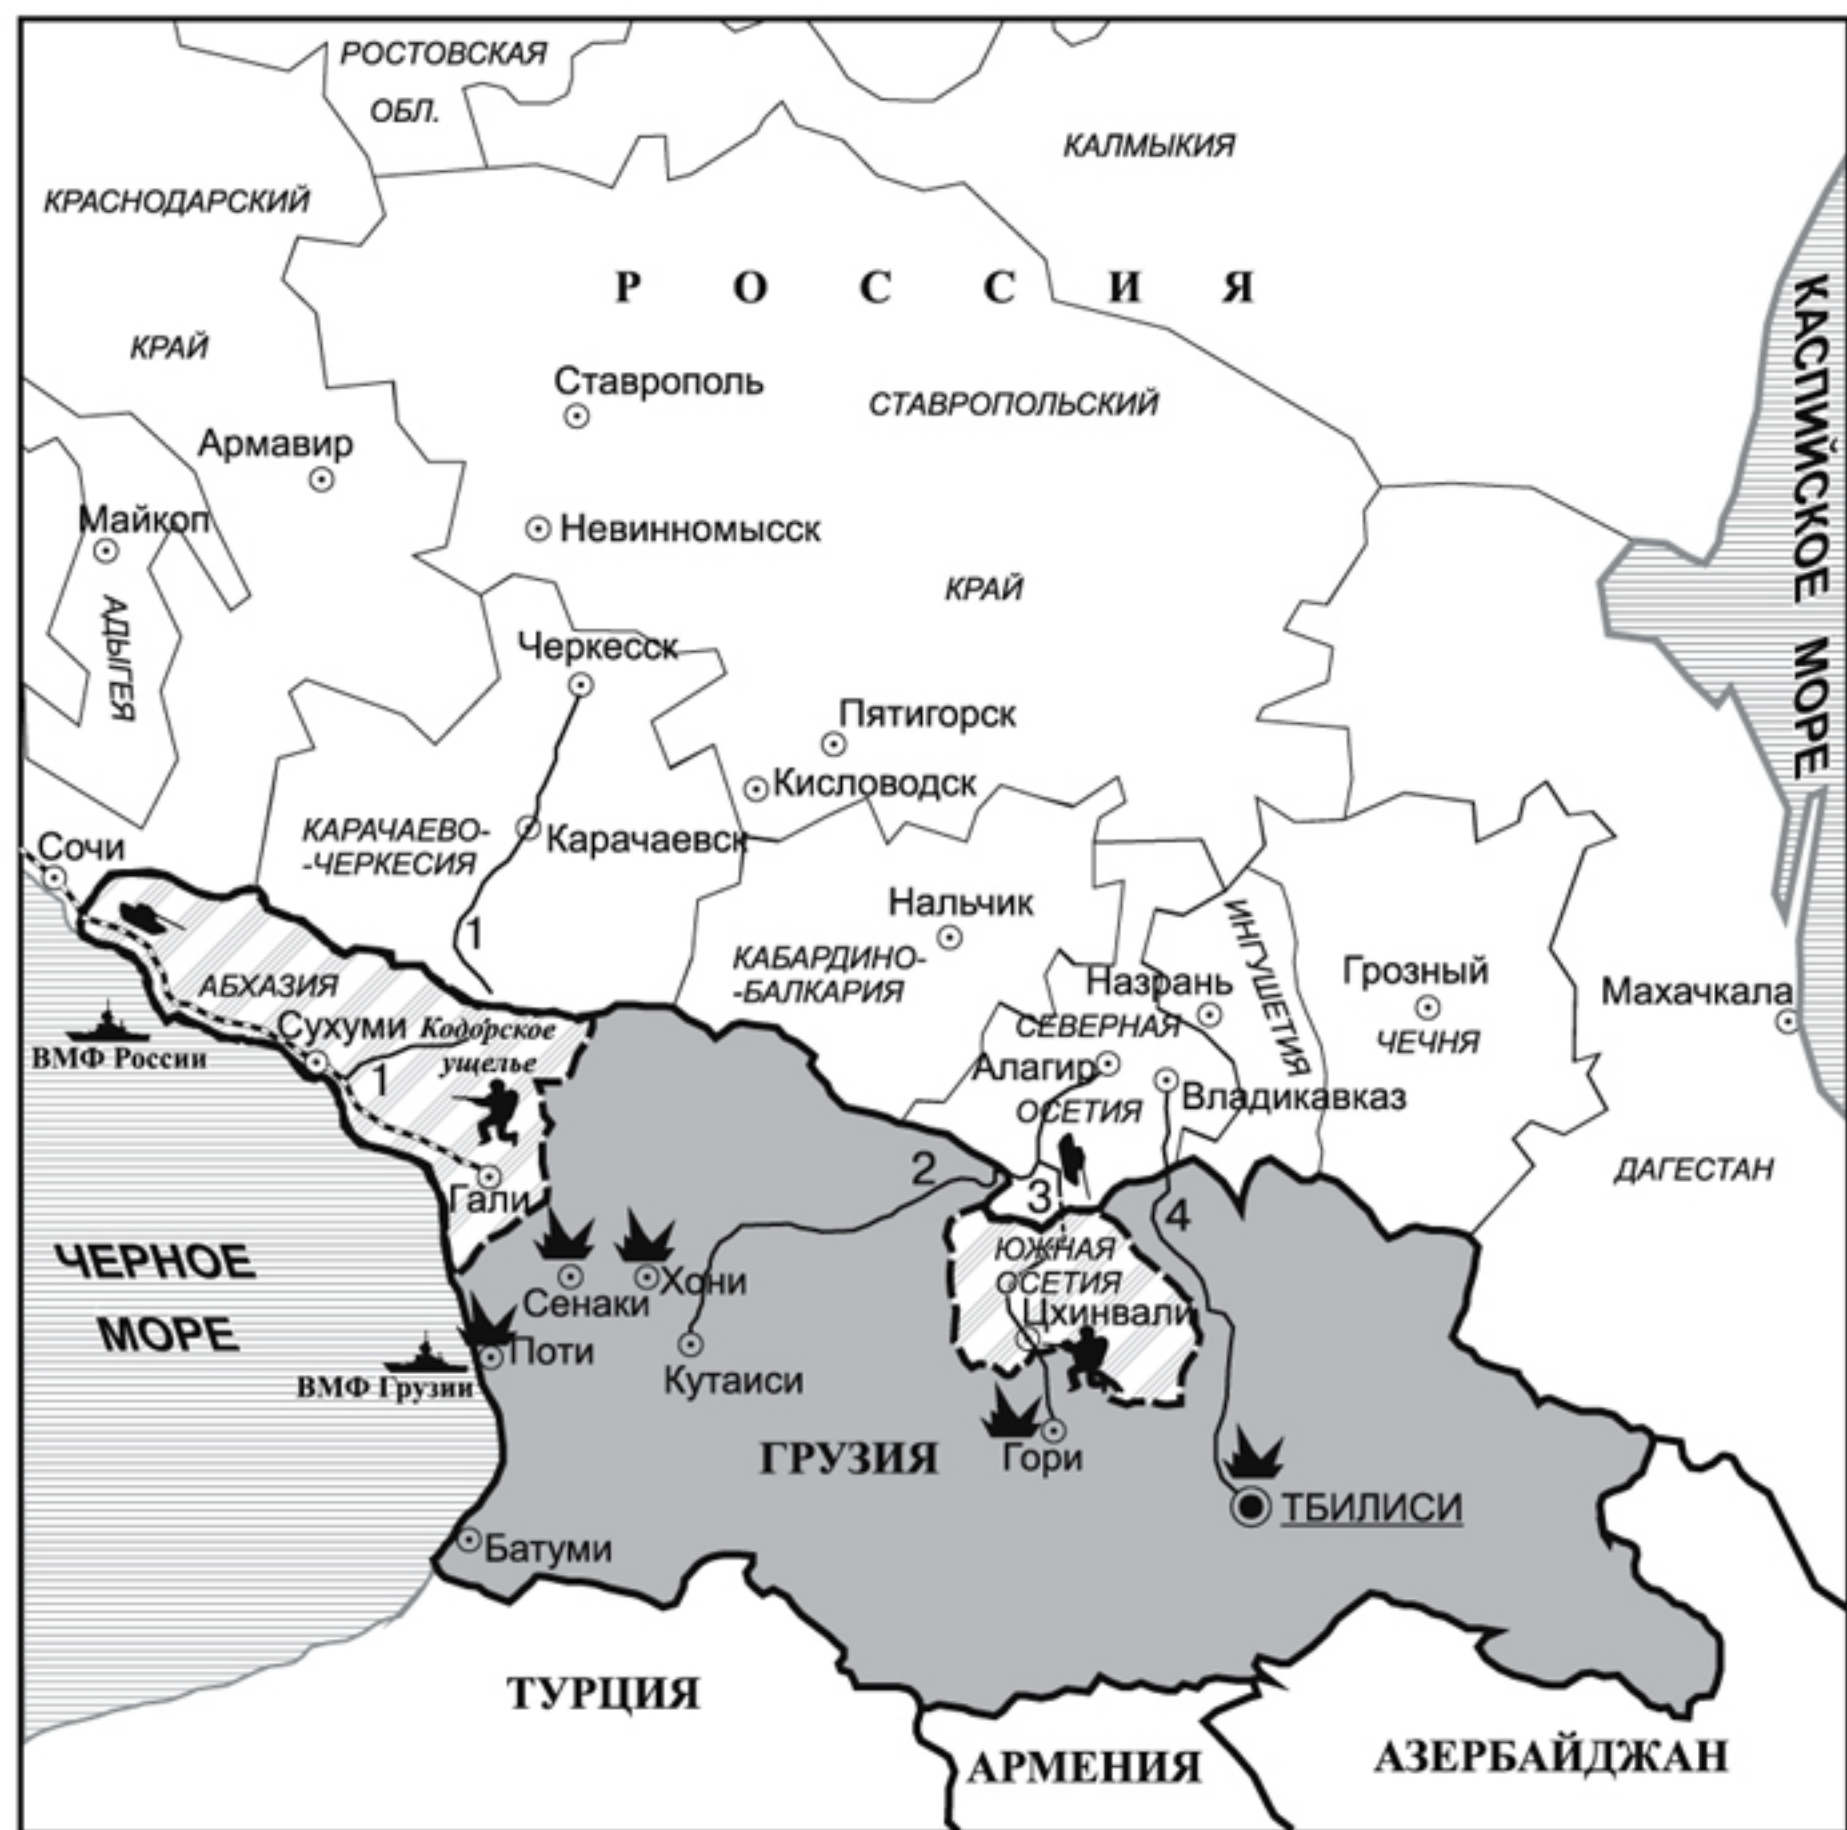 РОСТОВСКАЯ
ОБЛ.
КАЛМЫКИЯ
КРАСНОДАРСКИЙ
КРАЙ
РОССИЯ
КАСПИЙСКОЕ МОРЕ
Ставрополь
СТАВРОПОЛЬСКИЙ
КРАЙ
Армавир
Майкоп
АДЫГЕЯ
Невинномысск
Черкесск
Пятигорск
Кисловодск
КАРАЧАЕВО-
-ЧЕРКЕСИЯ
Карачаевск
Сочи
1
Нальчик
КАБАРДИНО-
-БАЛКАРИЯ
ИНГУШЕТИЯ
Назрань
Грозный
ЧЕЧНЯ
Махачкала
АБХАЗИЯ
Сухуми
Кодорское
ущелье
ВМФ России
1
СЕВЕРНАЯ
ОСЕТИЯ
Алагир
Владикавказ
ДАГЕСТАН
Гали
2
3
4
ЧЕРНОЕ
МОРЕ
ЮЖНАЯ
ОСЕТИЯ
Цхинвали
Сенаки
Хони
Поти
ВМФ Грузии
Кутаиси
ГРУЗИЯ
Гори
ТБИЛИСИ
Батуми
ТУРЦИЯ
АРМЕНИЯ
АЗЕРБАЙДЖАН